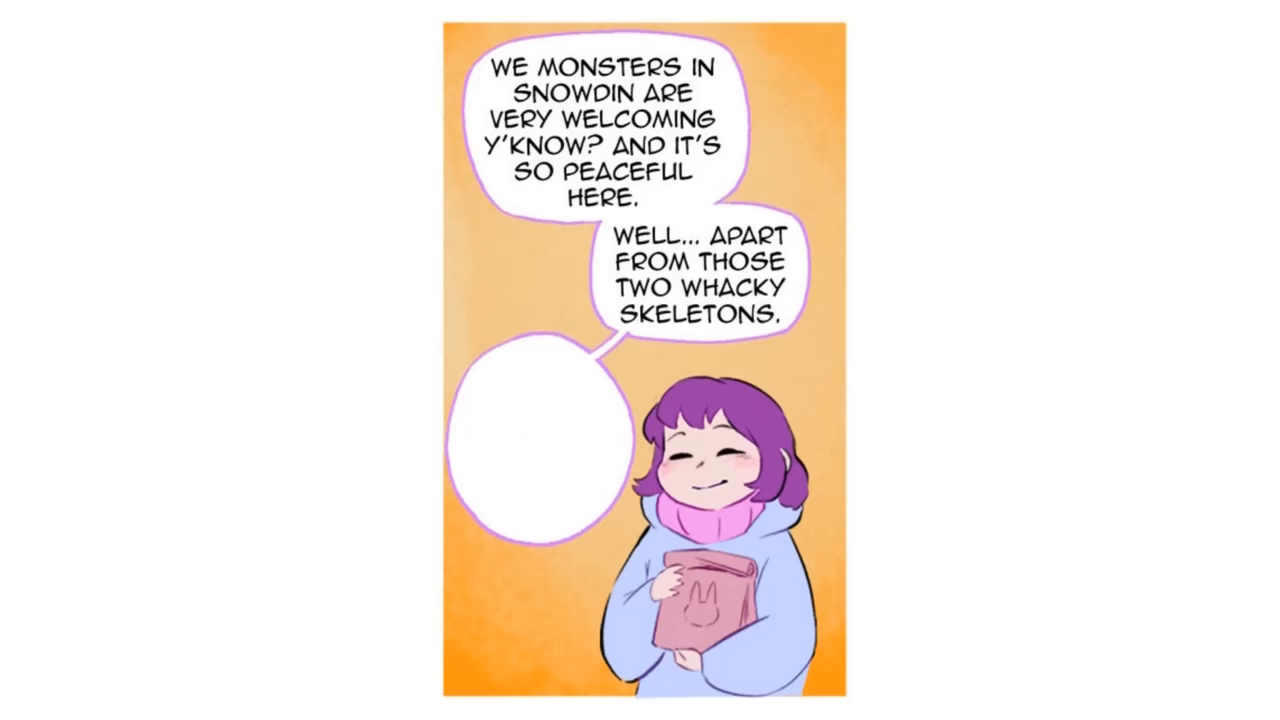 WE MONSTERS IN
SNOWDIN ARE
VERY WELCOMING
Y'KNOW? AND IT'S
SO PEACEFUL
HERE.
WELL... APART
FROM THOSE
TWO WHACKY
SKELETONS.